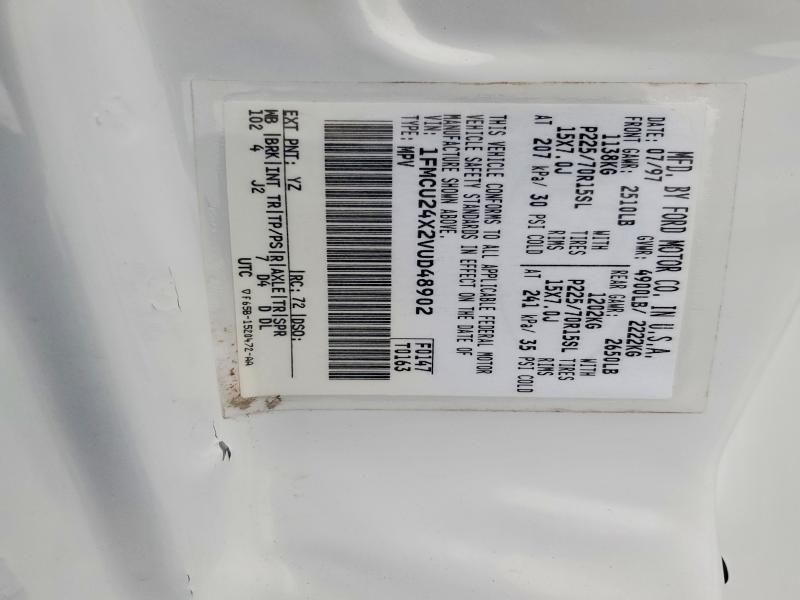 MFD. BY FORD MOTOR CO. IN U.S.A.
DATE: 07/97 GVWR: 4900LB/ 2222KG
FRONT GAWR: 2510LB REAR GAWR: 2650LB
1138KG WITH 1202KG WITH
P225/70R15SL TIRES P225/70R15SL TIRES
15X7.0J RIMS 15X7.0J RIMS
AT 207 kPa/ 30 PSI COLD AT 241 kPa/ 35 PSI COLD
THIS VEHICLE CONFORMS TO ALL APPLICABLE FEDERAL MOTOR
VEHICLE SAFETY STANDARDS IN EFFECT ON THE DATE OF
MANUFACTURE SHOWN ABOVE.
VIN: 1FMCU24X2VUD48902 F0147
TYPE: MPV T0163
EXT PNT: YZ RC: 72 DSO:
WB BRK INT TR TP/PS R AXLE TR SPR
102 4 J2 7 D4 D DL
UTC ▽F65B-1520472-AA